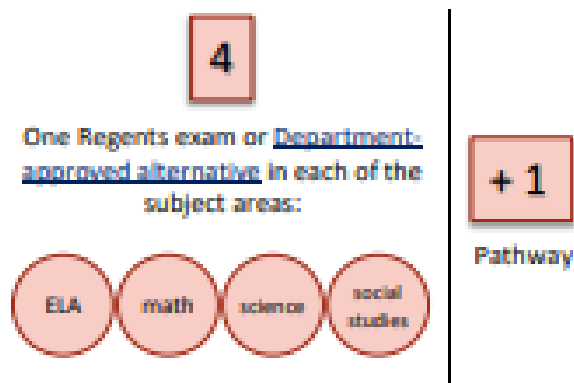 4
One Regents exam or Department-
approved alternative in each of the
subject areas:
ELA
math
science
social
studies
+ 1
Pathway